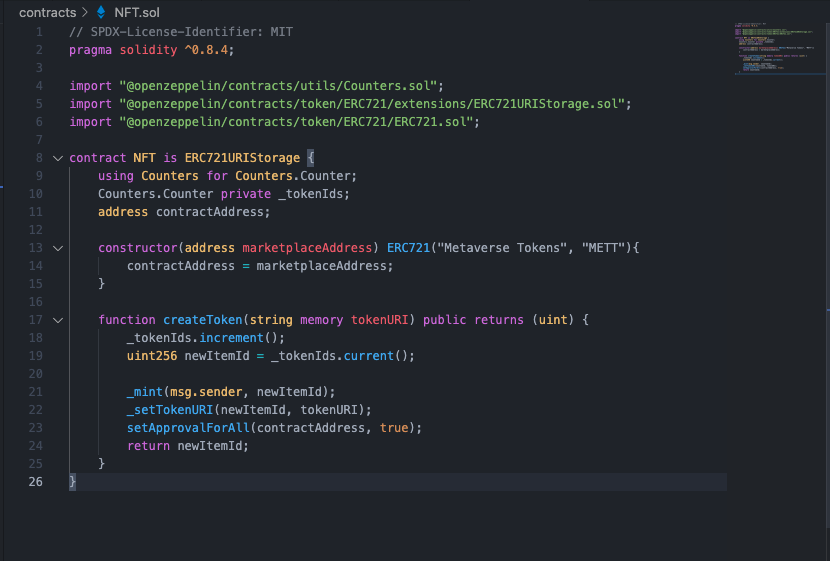 contracts > NFT.sol
1 // SPDX-License-Identifier: MIT
2 pragma solidity ^0.8.4;
3
4 import "@openzeppelin/contracts/utils/Counters.sol";
5 import "@openzeppelin/contracts/token/ERC721/extensions/ERC721URIStorage.sol";
6 import "@openzeppelin/contracts/token/ERC721/ERC721.sol";
7
8 contract NFT is ERC721URIStorage {
9     using Counters for Counters.Counter;
10     Counters.Counter private _tokenIds;
11     address contractAddress;
12
13     constructor(address marketplaceAddress) ERC721("Metaverse Tokens", "METT"){
14         contractAddress = marketplaceAddress;
15     }
16
17     function createToken(string memory tokenURI) public returns (uint) {
18         _tokenIds.increment();
19         uint256 newItemId = _tokenIds.current();
20
21         _mint(msg.sender, newItemId);
22         _setTokenURI(newItemId, tokenURI);
23         setApprovalForAll(contractAddress, true);
24         return newItemId;
25     }
26 }